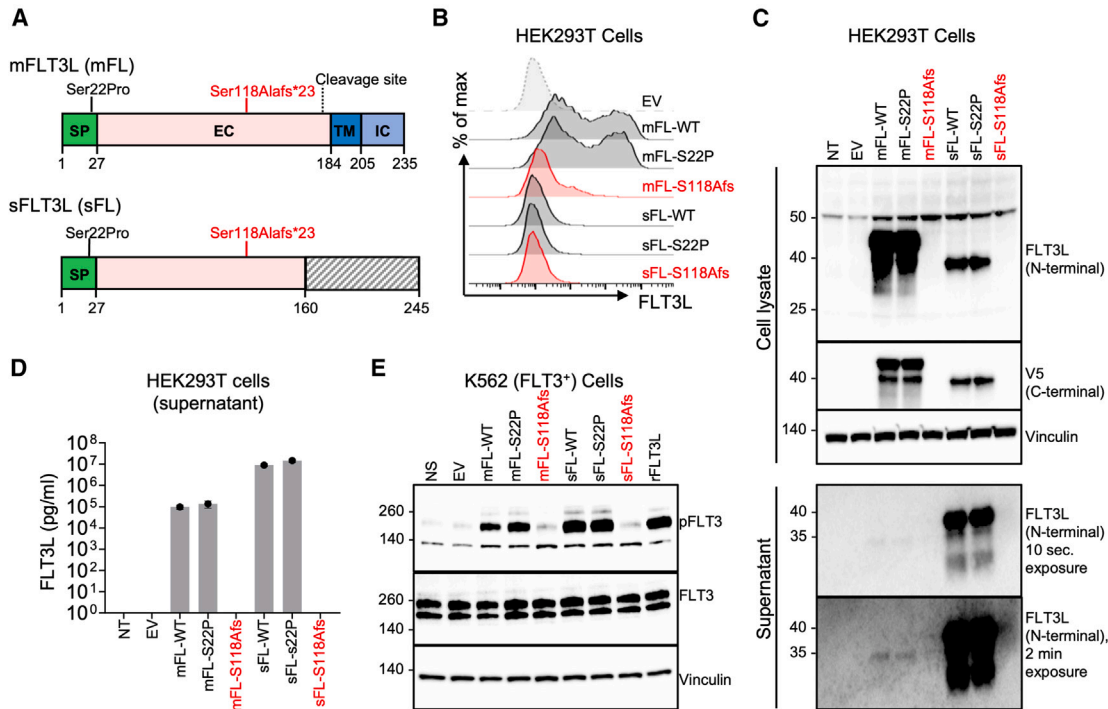 A
mFLT3L (mFL)
Ser22Pro
Ser118Alafs*23
Cleavage site
SP
EC
TM
IC
1
27
184
205
235
sFLT3L (sFL)
Ser22Pro
Ser118Alafs*23
SP
1
27
160
245
B
HEK293T Cells
% of max
EV
mFL-WT
mFL-S22P
mFL-S118Afs
sFL-WT
sFL-S22P
sFL-S118Afs
FLT3L
C
HEK293T Cells
NT
EV
mFL-WT
mFL-S22P
mFL-S118Afs
sFL-WT
sFL-S22P
sFL-S118Afs
Cell lysate
50
40
25
FLT3L
(N-terminal)
40
V5
(C-terminal)
140
Vinculin
Supernatant
40
35
FLT3L
(N-terminal)
10 sec.
exposure
40
35
FLT3L
(N-terminal),
2 min
exposure
D
HEK293T cells
(supernatant)
FLT3L (pg/ml)
10⁸
10⁷
10⁶
10⁵
10⁴
10³
10²
10¹
10⁰
NT
EV
mFL-WT
mFL-S22P
mFL-S118Afs
sFL-WT
sFL-s22P
sFL-S118Afs
E
K562 (FLT3⁺) Cells
NS
EV
mFL-WT
mFL-S22P
mFL-S118Afs
sFL-WT
sFL-S22P
sFL-S118Afs
rFLT3L
260
140
pFLT3
260
140
FLT3
140
Vinculin